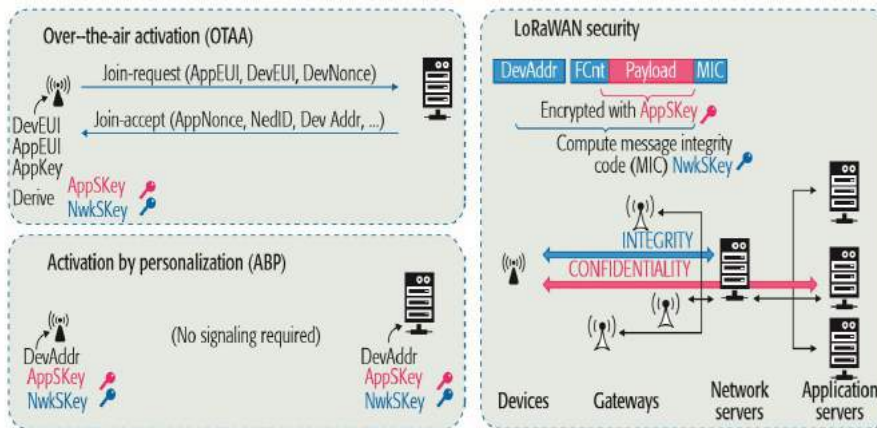 Over--the-air activation (OTAA)
Join-request (AppEUI, DevEUI, DevNonce)
Join-accept (AppNonce, NedID, Dev Addr, ...)
DevEUI
AppEUI
AppKey
Derive
AppSKey
NwkSKey
Activation by personalization (ABP)
(No signaling required)
DevAddr
AppSKey
NwkSKey
DevAddr
AppSKey
NwkSKey
LoRaWAN security
DevAddr FCnt Payload MIC
Encrypted with AppSKey
Compute message integrity
code (MIC) NwkSKey
INTEGRITY
CONFIDENTIALITY
Devices
Gateways
Network
servers
Application
servers